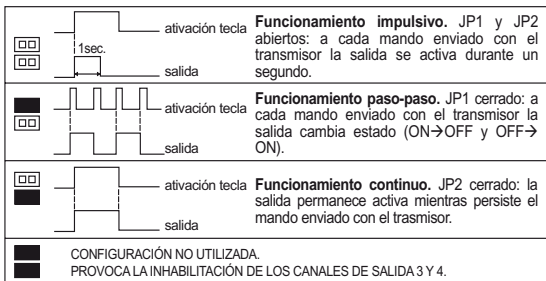 ativación tecla
1sec.
salida
Funcionamiento impulsivo. JP1 y JP2
abiertos: a cada mando enviado con el
transmisor la salida se activa durante un
segundo.
ativación tecla
salida
Funcionamiento paso-paso. JP1 cerrado: a
cada mando enviado con el transmisor la
salida cambia estado (ON→OFF y OFF→
ON).
ativación tecla
salida
Funcionamiento continuo. JP2 cerrado: la
salida permanece activa mientras persiste el
mando enviado con el trasmisor.
CONFIGURACIÓN NO UTILIZADA.
PROVOCA LA INHABILITACIÓN DE LOS CANALES DE SALIDA 3 Y 4.